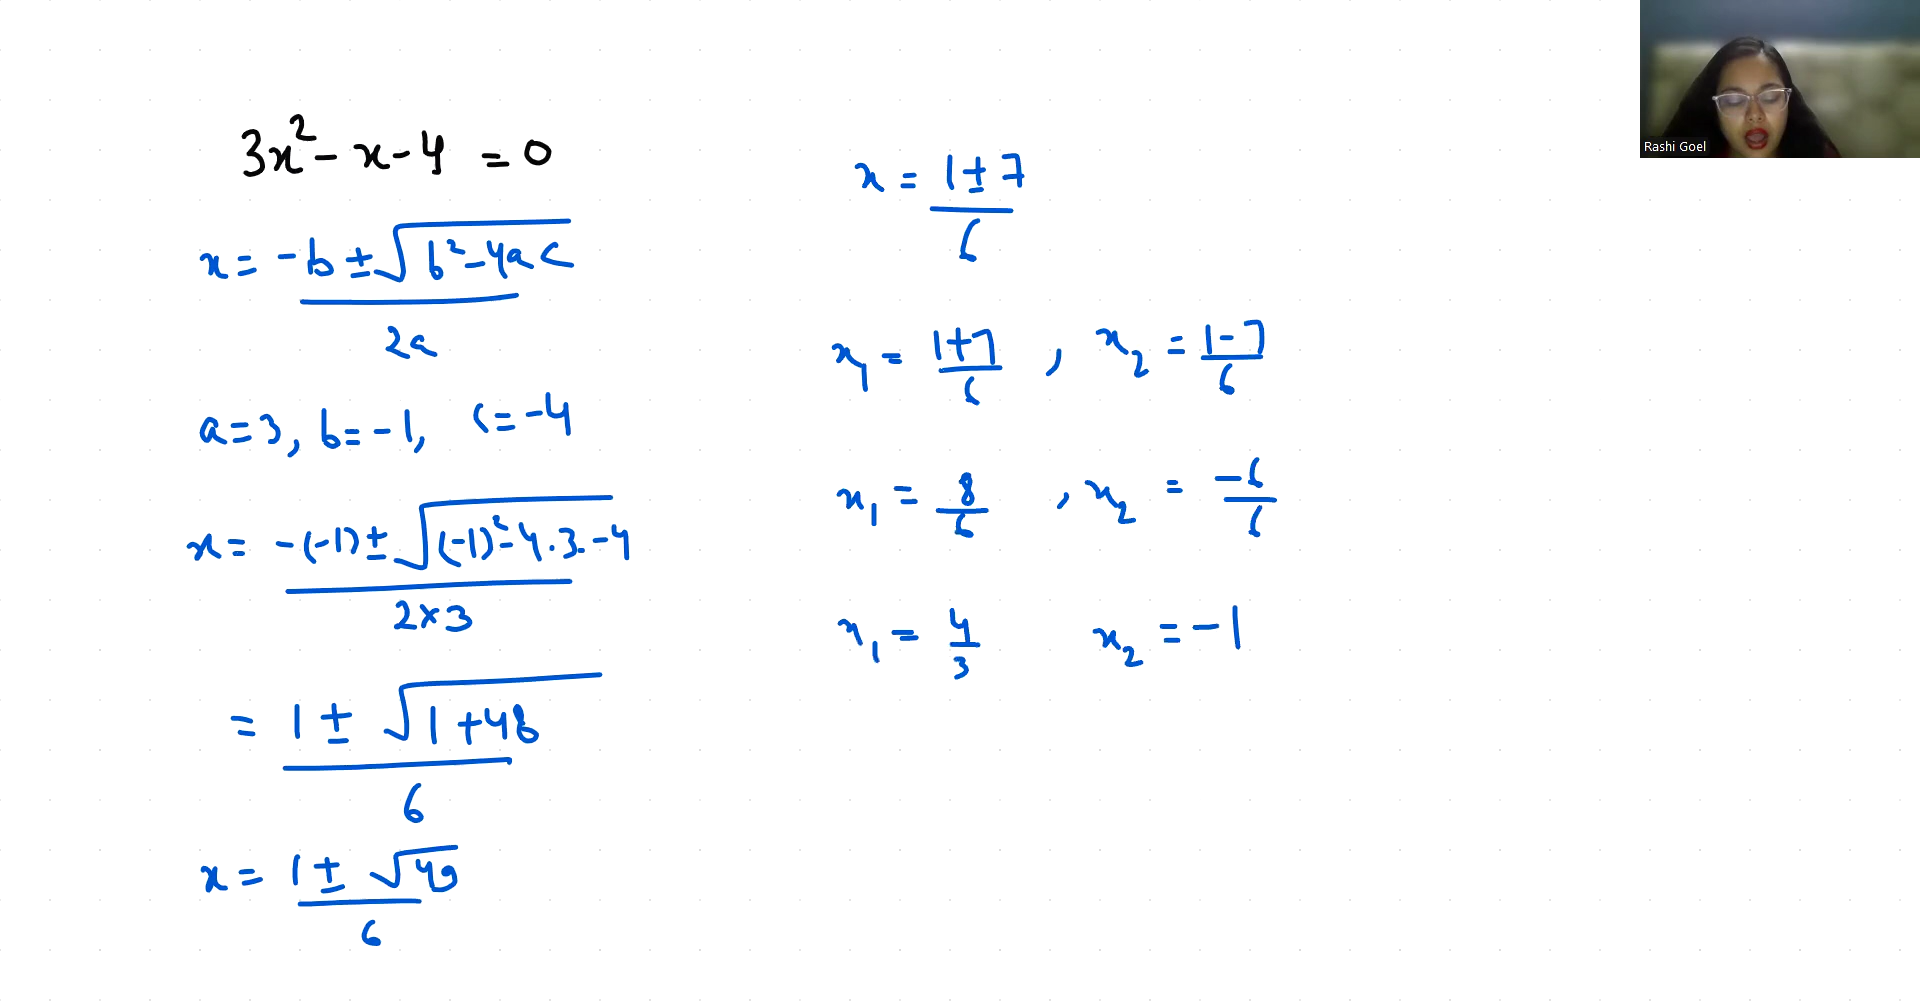 3x² - x - 4 = 0
x = -b ± √(b² - 4ac)
2a
a = 3, b = -1, c = -4
x = -(-1) ± √((-1)² - 4 . 3 . -4)
2 × 3
= 1 ± √(1 + 48)
6
x = 1 ± √49
6
x = 1 ± 7
6
x₁ = (1+7)/6 , x₂ = (1-7)/6
x₁ = 8/6 , x₂ = -6/6
x₁ = 4/3 x₂ = -1
Rashi Goel